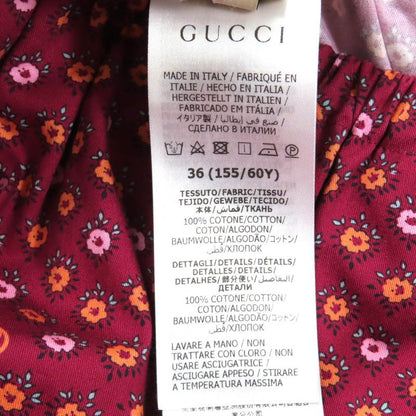 GUCCI
MADE IN ITALY / FABRIQUÉ EN
ITALIE / HECHO EN ITALIA /
HERGESTELLT IN ITALIEN /
FABRICADO EM ITÁLIA /
イタリア製 / صنع في إيطاليا /
СДЕЛАНО В ИТАЛИИ
36 (155/60Y)
TESSUTO/FABRIC/TISSU/
TEJIDO/GEWEBE/TECIDO/
本体/قماش/ТКАНЬ
100% COTONE/COTTON/
COTON/ALGODON/
BAUMWOLLE/ALGODÃO/コットン/
قطن/ХЛОПОК
DETTAGLI/DETAILS/DÉTAILS/
DETALLES/DETAILS/
DETALHES/部分使い/التفاصيل/
ДЕТАЛИ
100% COTONE/COTTON/
COTON/ALGODON/
BAUMWOLLE/ALGODÃO/コットン/
قطن/ХЛОПОК
LAVARE A MANO / NON
TRATTARE CON CLORO / NON
USARE ASCIUGATRICE /
ASCIUGARE APPESO / STIRARE
A TEMPERATURA MASSIMA